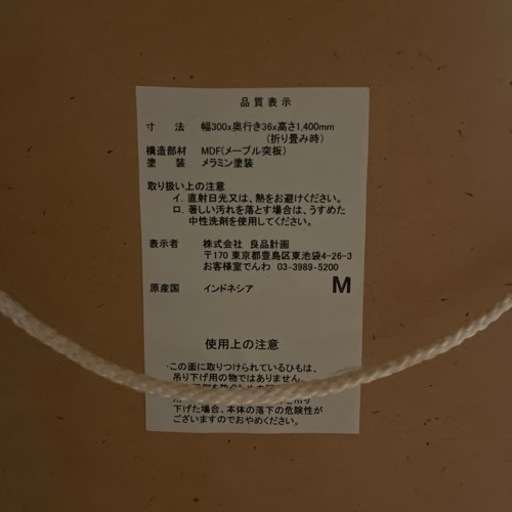 品質表示
寸 法 幅300x奥行き36x高さ1,400mm
(折り畳み時)
構造部材 MDF(メープル突板)
塗 装 メラミン塗装
取り扱い上の注意
イ. 直射日光又は、熱をお避けください。
ロ. 著しい汚れを落とす場合は、うすめた
中性洗剤を使用してください。
表示者 株式会社 良品計画
〒170 東京都豊島区東池袋4-26-3
お客様室でんわ 03-3989-5200
原産国 インドネシア M
使用上の注意
・この面に取りつけられているひもは、
吊り下げ用の物ではありません。
下げた場合、本体の落下の危険性が
ございますのでおやめください。